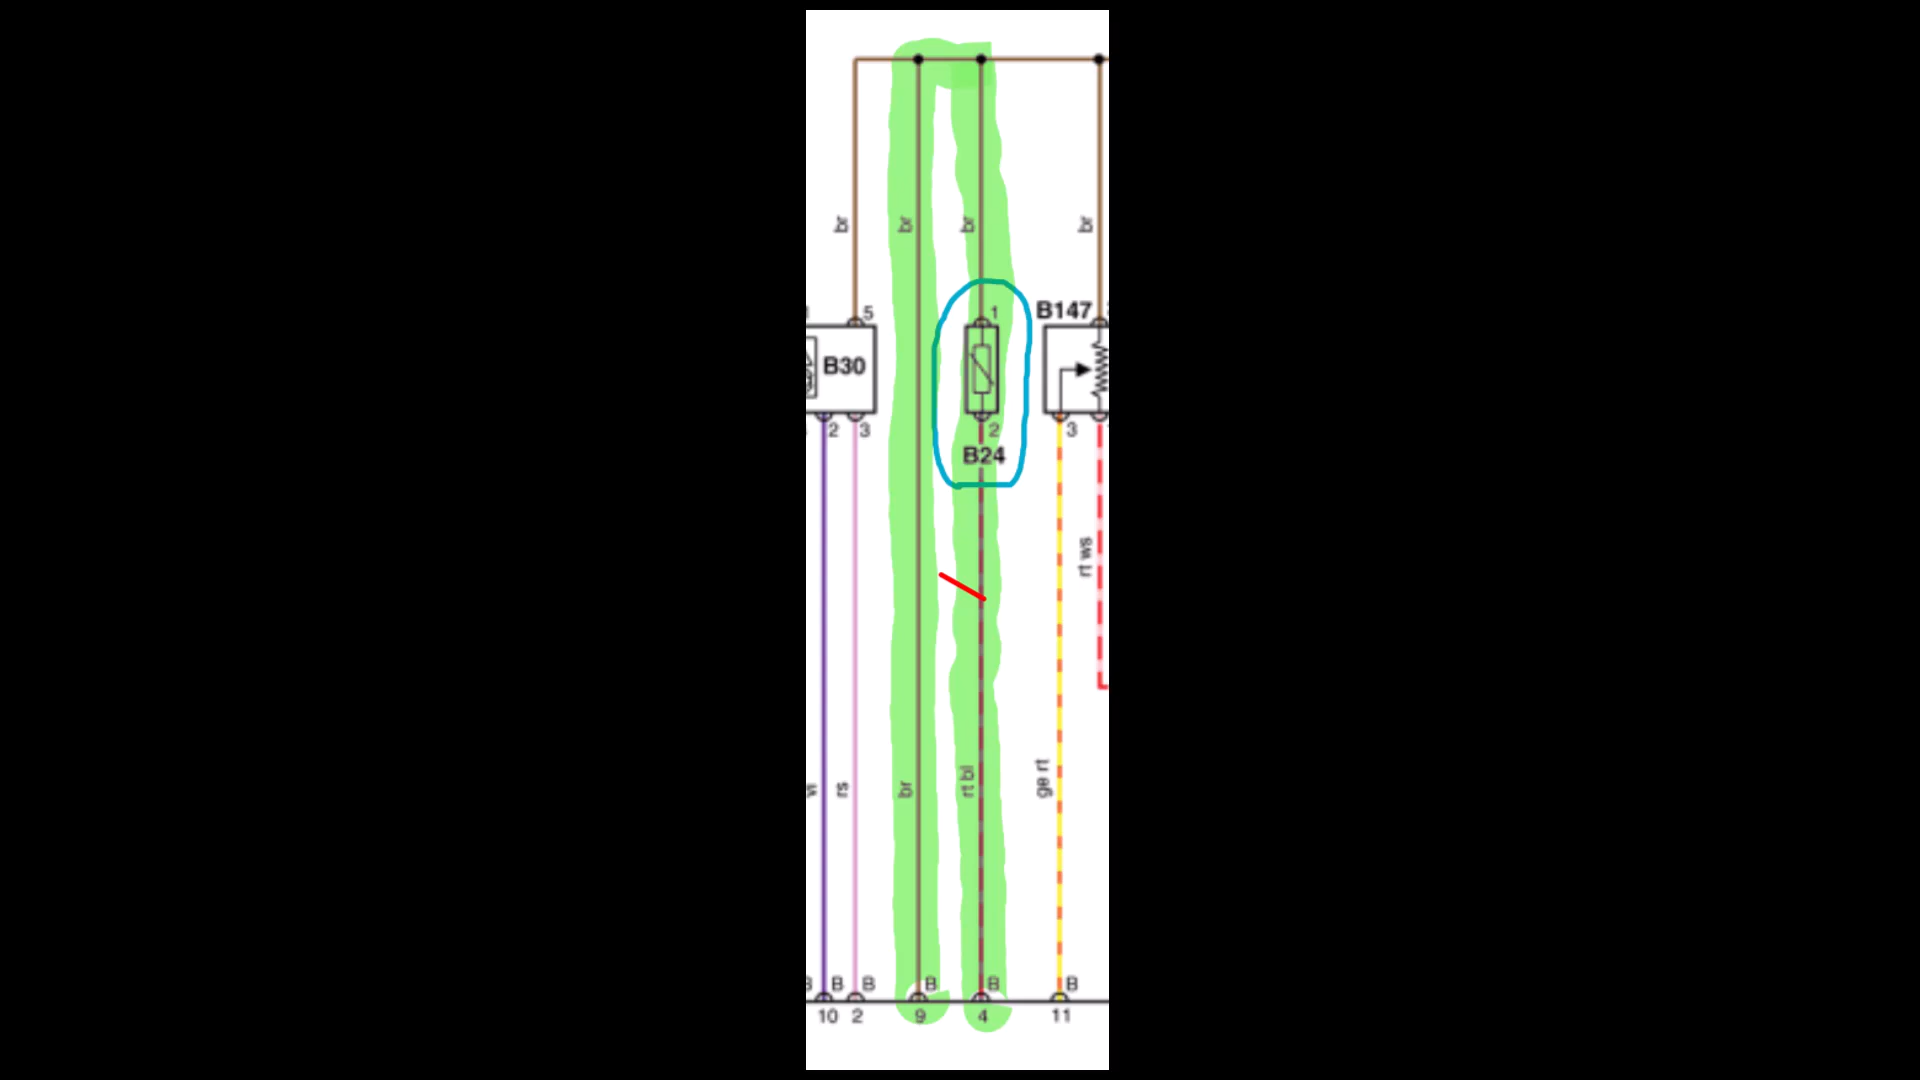 br br br br
5 1 B147
B30
2 3 2 3
B24
rt ws
br rt bl ge rt
rs
B B B B B
10 2 9 4 11